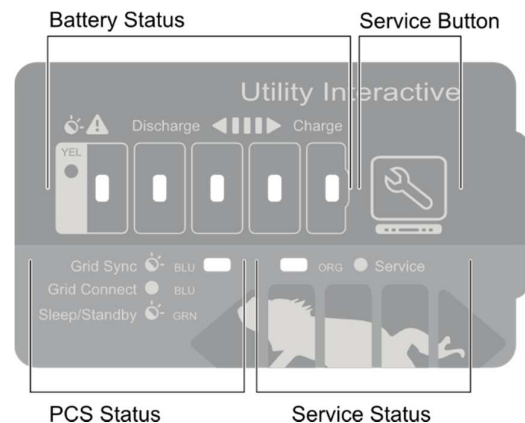 Battery Status Service Button
Utility Interactive
Discharge Charge
YEL
Grid Sync BLU ORG Service
Grid Connect BLU
Sleep/Standby GRN
PCS Status Service Status